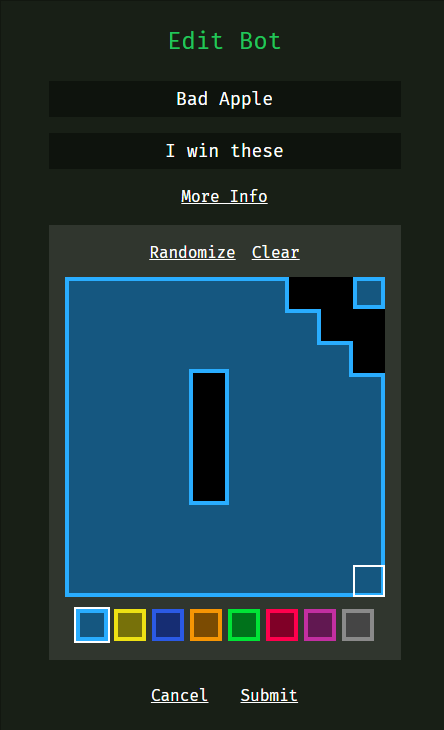 Edit Bot
Bad Apple
I win these
More Info
Randomize Clear
Cancel Submit